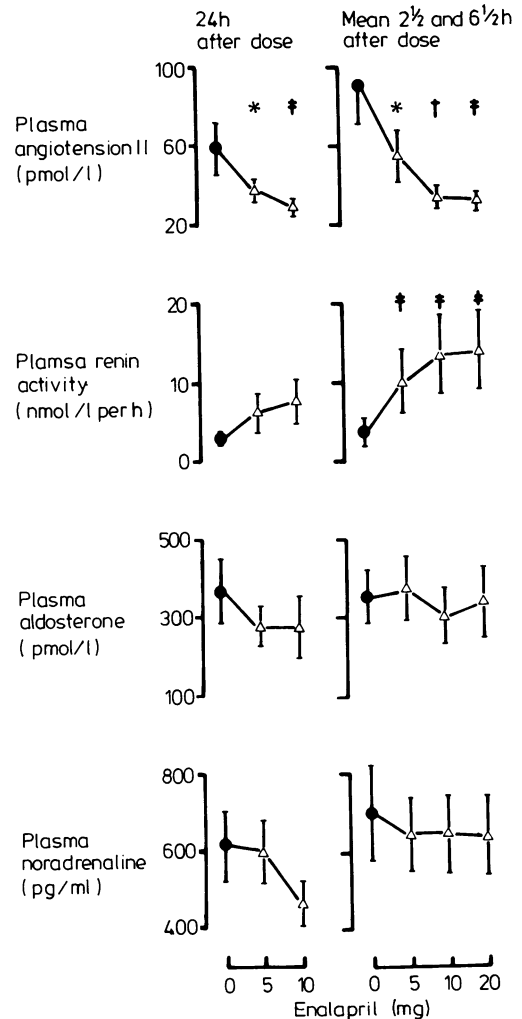 24h
after dose
Mean 2½ and 6½h
after dose
Plasma
angiotension II
(pmol/l)
100
60
20
* ‡
* † ‡
Plamsa renin
activity
(nmol/l per h)
20
10
0
‡ ‡ ‡
Plasma
aldosterone
(pmol/l)
500
300
100
Plasma
noradrenaline
(pg/ml)
800
600
400
0 5 10
0 5 10 20
Enalapril (mg)